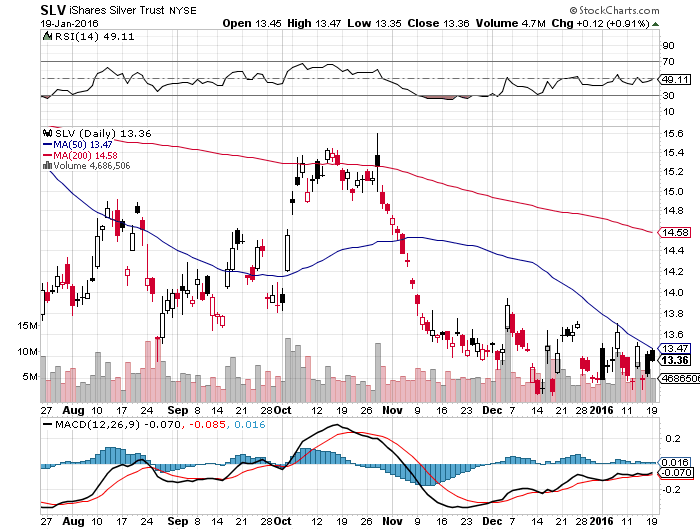 SLV iShares Silver Trust NYSE © StockCharts.com
19-Jan-2016 Open 13.45 High 13.47 Low 13.35 Close 13.36 Volume 4.7M Chg +0.12 (+0.91%)
RSI(14) 49.11
90
70
49.11
30
10
SLV (Daily) 13.36
MA(50) 13.47
MA(200) 14.58
Volume 4,686,506
15.6
15.4
15.2
15.0
14.8
14.58
14.4
14.2
14.0
13.8
13.6
13.47
13.36
4686506
15M
10M
5M
27 Aug 10 17 24 Sep 8 14 21 28 Oct 12 19 26 Nov 9 16 23 Dec 7 14 21 28 2016 11 19
MACD(12,26,9) -0.070, -0.085, 0.016
0.2
0.016
-0.070
-0.2
27 Aug 10 17 24 Sep 8 14 21 28 Oct 12 19 26 Nov 9 16 23 Dec 7 14 21 28 2016 11 19